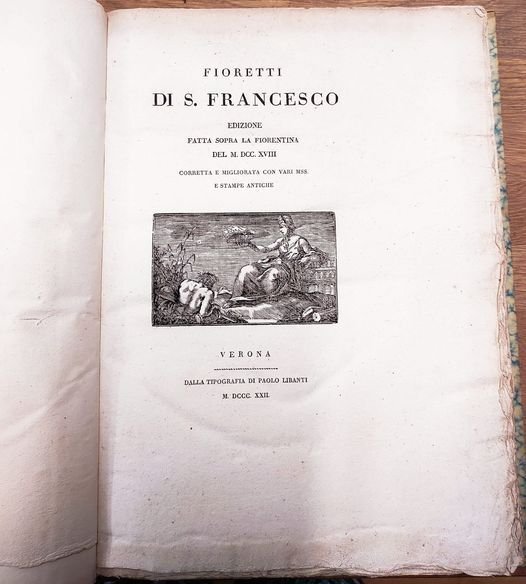 FIORETTI
DI S. FRANCESCO
EDIZIONE
FATTA SOPRA LA FIORENTINA
DEL M. DCC. XVIII
CORRETTA E MIGLIORATA CON VARI MSS.
E STAMPE ANTICHE
VERONA
DALLA TIPOGRAFIA DI PAOLO LIBANTI
M. DCCC. XXII.